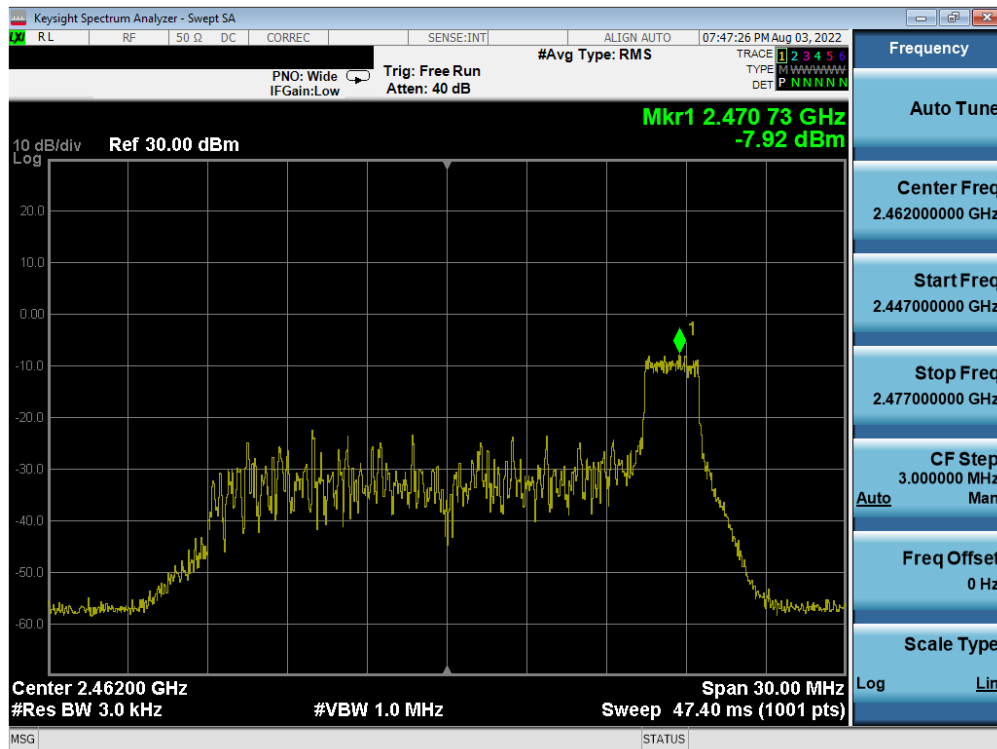 Keysight Spectrum Analyzer - Swept SA
LXI RL RF 50 Ω DC CORREC SENSE:INT ALIGN AUTO 07:47:26 PM Aug 03, 2022
#Avg Type: RMS
TRACE 1 2 3 4 5 6
TYPE M W W W W W
DET P N N N N N
PNO: Wide
IFGain:Low
Trig: Free Run
Atten: 40 dB
Mkr1 2.470 73 GHz
-7.92 dBm
10 dB/div
Log
Ref 30.00 dBm
20.0
10.0
0.00
-10.0
-20.0
-30.0
-40.0
-50.0
-60.0
1
Center 2.46200 GHz
Span 30.00 MHz
#Res BW 3.0 kHz
#VBW 1.0 MHz
Sweep 47.40 ms (1001 pts)
MSG
STATUS
Frequency
Auto Tune
Center Freq
2.462000000 GHz
Start Freq
2.447000000 GHz
Stop Freq
2.477000000 GHz
CF Step
3.000000 MHz
Auto Man
Freq Offset
0 Hz
Scale Type
Log Lin